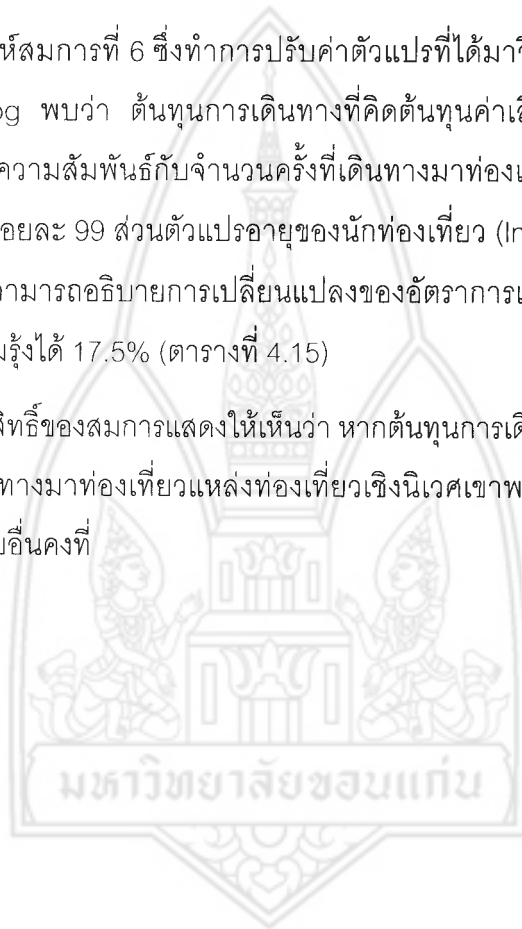 ห์สมการที่ 6 ซึ่งทำการปรับค่าตัวแปรที่ได้มาวิ
og พบว่า ต้นทุนการเดินทางที่คิดต้นทุนค่าเสี
ความสัมพันธ์กับจำนวนครั้งที่เดินทางมาท่องเ
อยละ 99 ส่วนตัวแปรอายุของนักท่องเที่ยว (In
ามารถอธิบายการเปลี่ยนแปลงของอัตราการเ
มรุ้งได้ 17.5% (ตารางที่ 4.15)
สิทธิ์ของสมการแสดงให้เห็นว่า หากต้นทุนการเดิ
ทางมาท่องเที่ยวแหล่งท่องเที่ยวเชิงนิเวศเขาพ
อื่นคงที่
มหาวิทยาลัยขอนแก่น